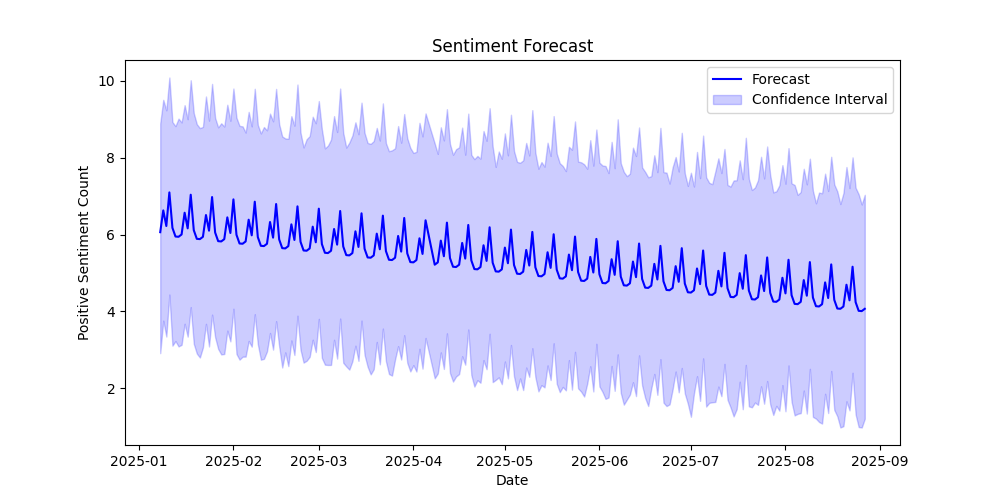 Sentiment Forecast
Forecast
Confidence Interval
Positive Sentiment Count
10
8
6
4
2
2025-01 2025-02 2025-03 2025-04 2025-05 2025-06 2025-07 2025-08 2025-09
Date